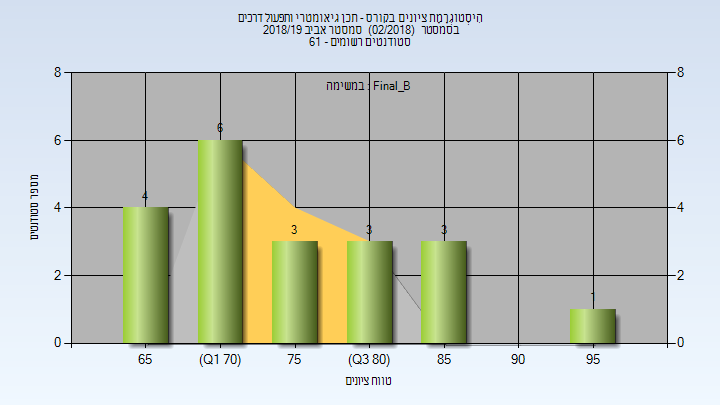 היסטוגרמת ציונים בקורס - תכן גיאומטרי ותפעול דרכים
בסמסטר (02/2018) סמסטר אביב 2018/19
סטודנטים רשומים - 61
במשימה : Final_B
8 8
6 6
4 4
2 2
0 0
4 6 3 3 3 1
מספר סטודנטים
65 (Q1 70) 75 (Q3 80) 85 90 95
טווח ציונים